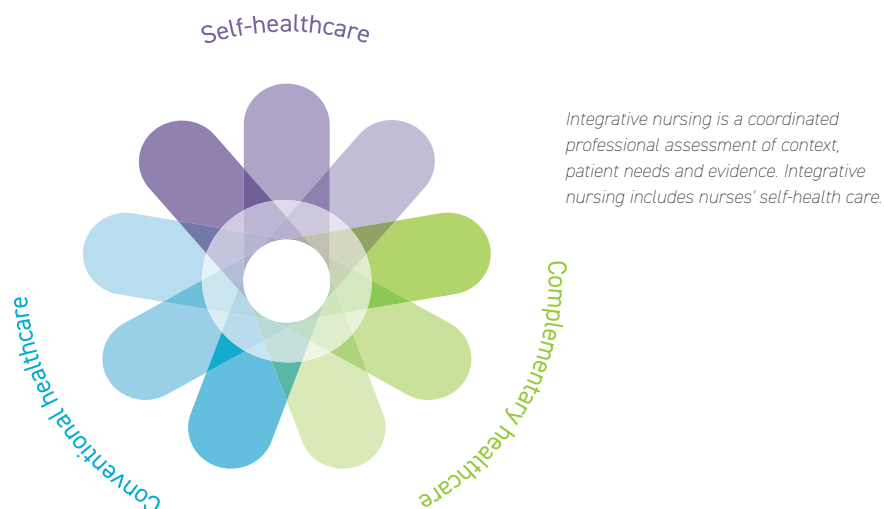 Self-healthcare
Integrative nursing is a coordinated
professional assessment of context,
patient needs and evidence. Integrative
nursing includes nurses' self-health care.
Complementary healthcare
Conventional healthcare